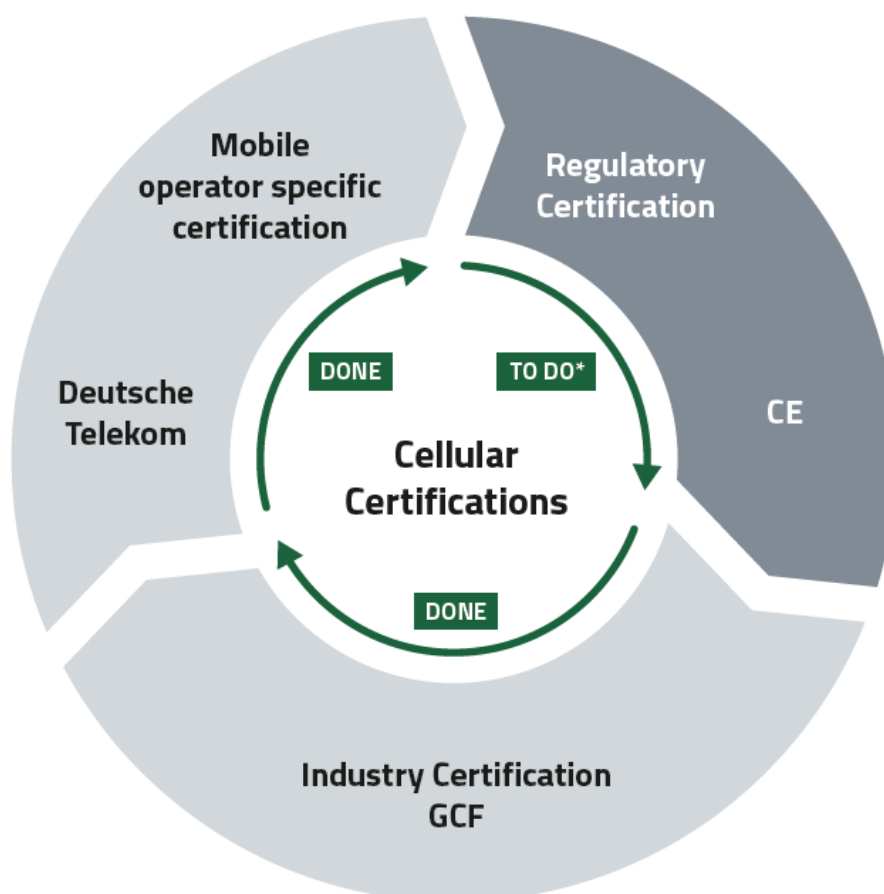 Mobile
operator specific
certification
Regulatory
Certification
DONE
TO DO*
Deutsche
Telekom
CE
Cellular
Certifications
DONE
Industry Certification
GCF